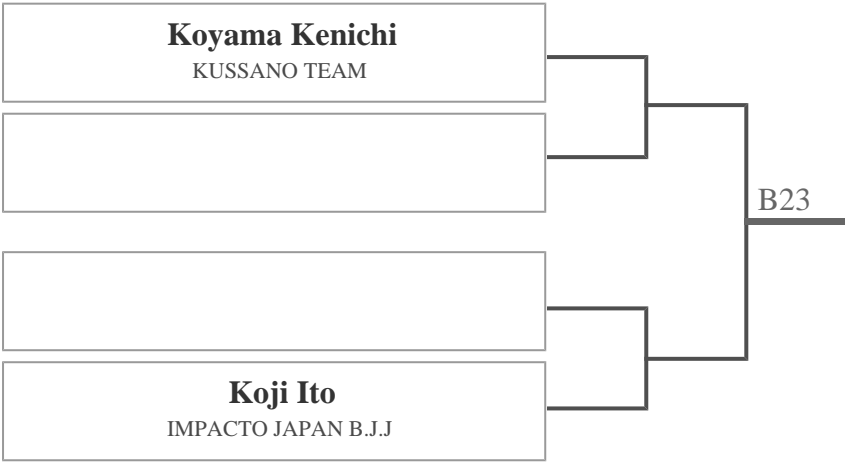 Koyama Kenichi
KUSSANO TEAM
B23
Koji Ito
IMPACTO JAPAN B.J.J